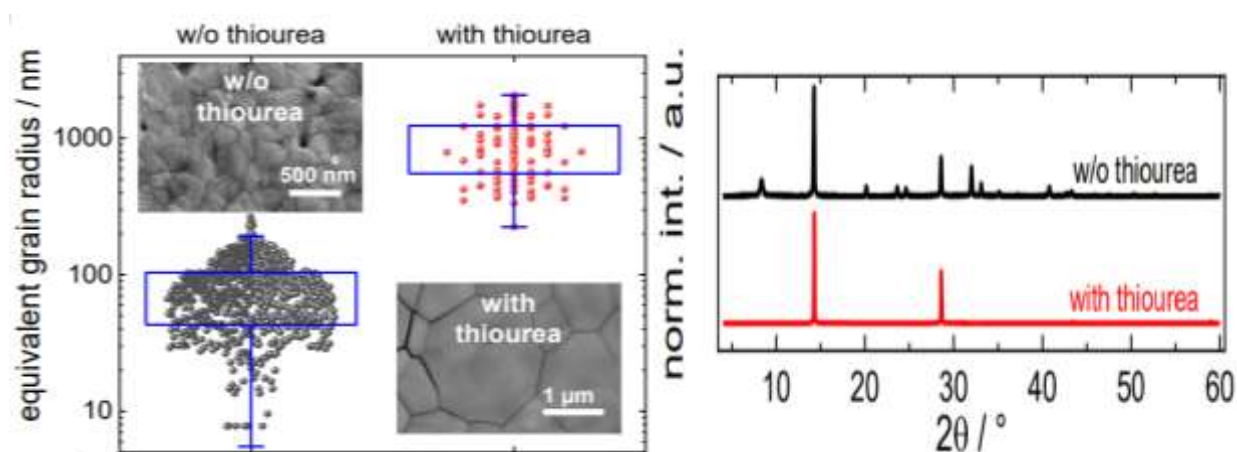 w/o thiourea
with thiourea
equivalent grain radius / nm
1000
100
10
w/o
thiourea
500 nm
with
thiourea
1 µm
norm. int. / a.u.
w/o thiourea
with thiourea
10 20 30 40 50 60
2θ / °